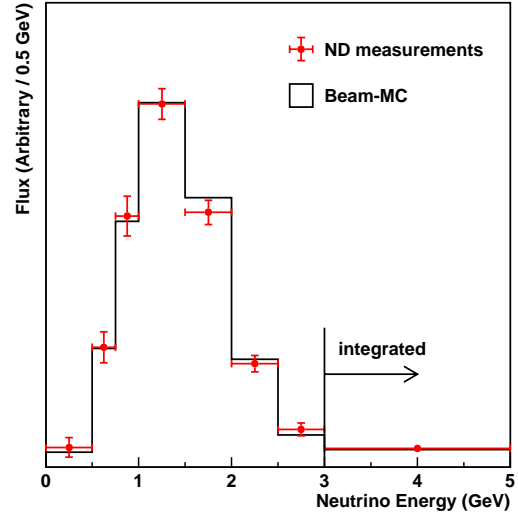 Flux (Arbitrary / 0.5 GeV)
ND measurements
Beam-MC
integrated
0 1 2 3 4 5
Neutrino Energy (GeV)